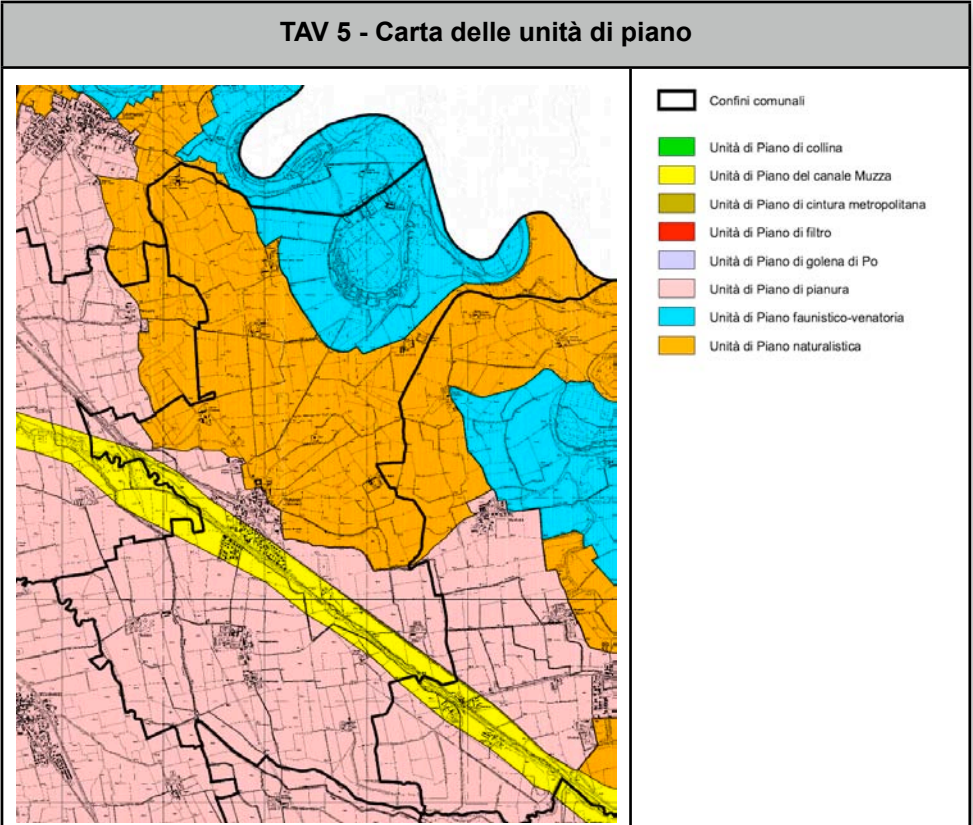 TAV 5 - Carta delle unità di piano
Confini comunali
Unità di Piano di collina
Unità di Piano del canale Muzza
Unità di Piano di cintura metropolitana
Unità di Piano di filtro
Unità di Piano di golena di Po
Unità di Piano di pianura
Unità di Piano faunistico-venatoria
Unità di Piano naturalistica